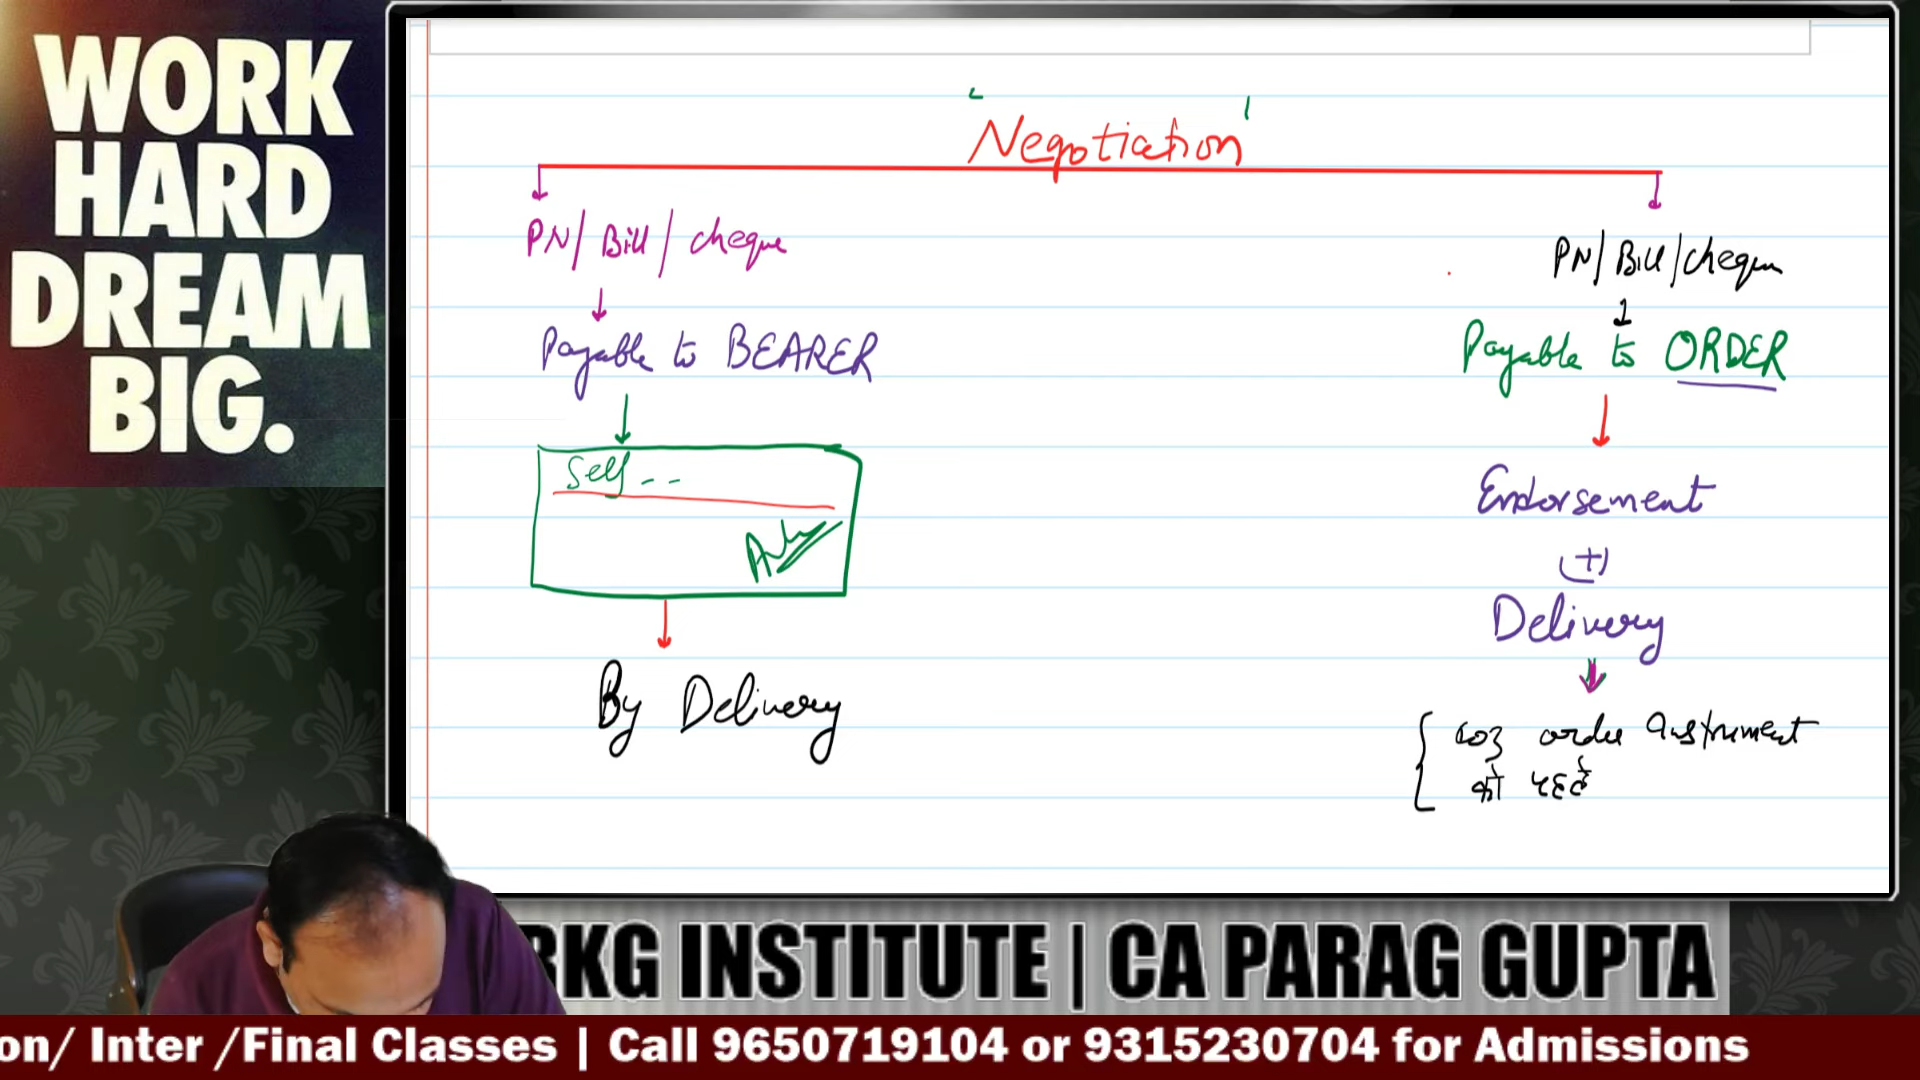 WORK
HARD
DREAM
BIG.
Negotiation
PN/ Bill / cheque
Payable to BEARER
Self --
By Delivery
PN/ Bill / cheque
Payable to ORDER
Endorsement
(+)
Delivery
order Instrument
को
RKG INSTITUTE | CA PARAG GUPTA
on/ Inter /Final Classes | Call 9650719104 or 9315230704 for Admissions